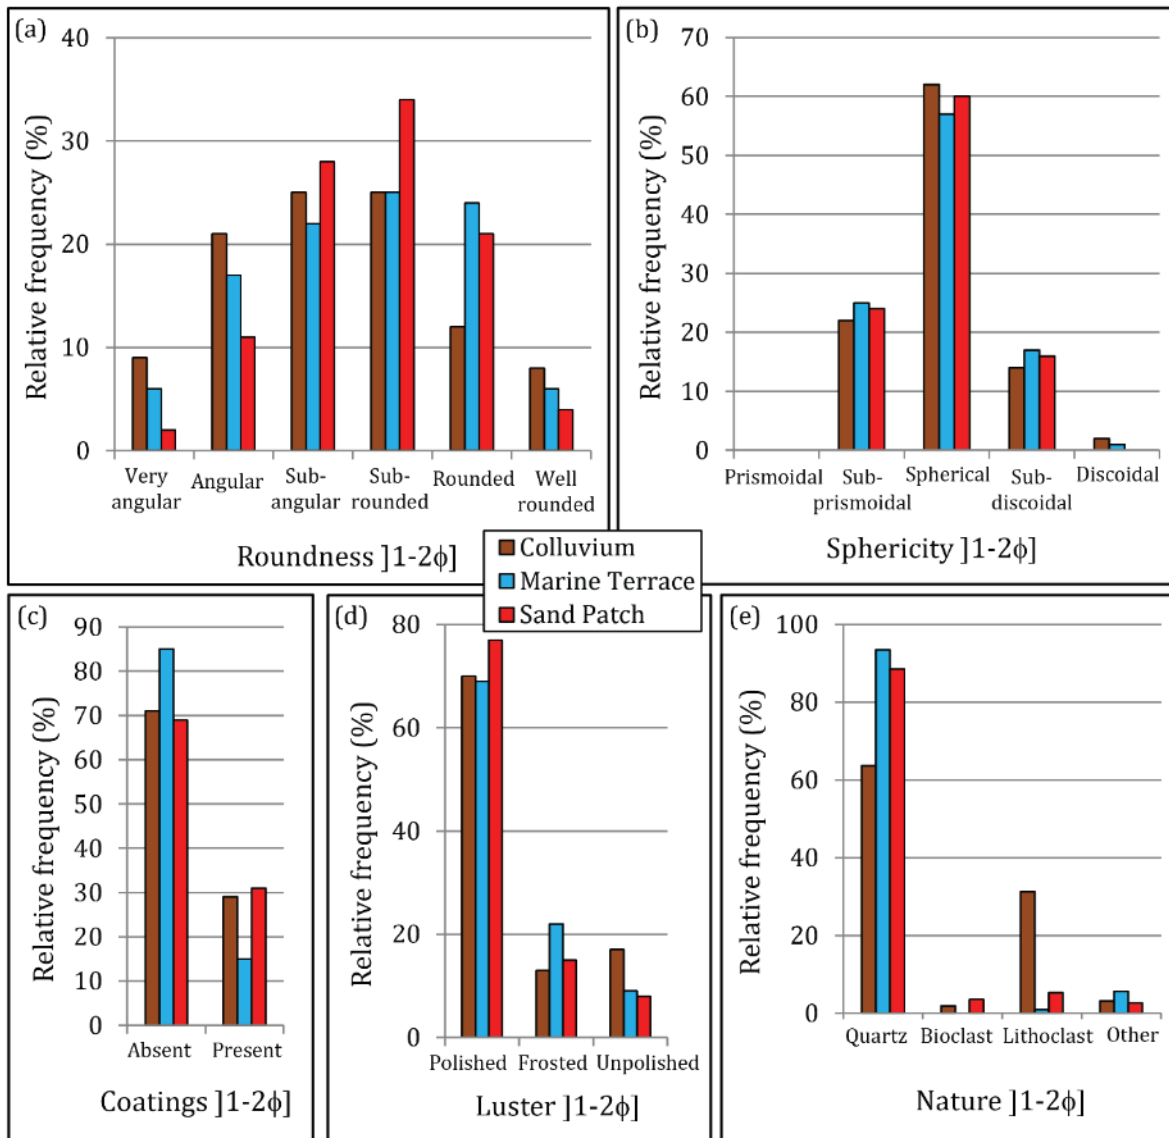 (a)
40
30
20
10
0
Relative frequency (%)
Very angular
Angular
Sub-angular
Sub-rounded
Rounded
Well rounded
Roundness ]1-2ϕ]
(b)
70
60
50
40
30
20
10
0
Relative frequency (%)
Prismoidal
Sub-prismoidal
Spherical
Sub-discoidal
Discoidal
Sphericity ]1-2ϕ]
Colluvium
Marine Terrace
Sand Patch
(c)
90
80
70
60
50
40
30
20
10
0
Relative frequency (%)
Absent
Present
Coatings ]1-2ϕ]
(d)
80
60
40
20
0
Relative frequency (%)
Polished
Frosted
Unpolished
Luster ]1-2ϕ]
(e)
100
80
60
40
20
0
Relative frequency (%)
Quartz
Bioclast
Lithoclast
Other
Nature ]1-2ϕ]